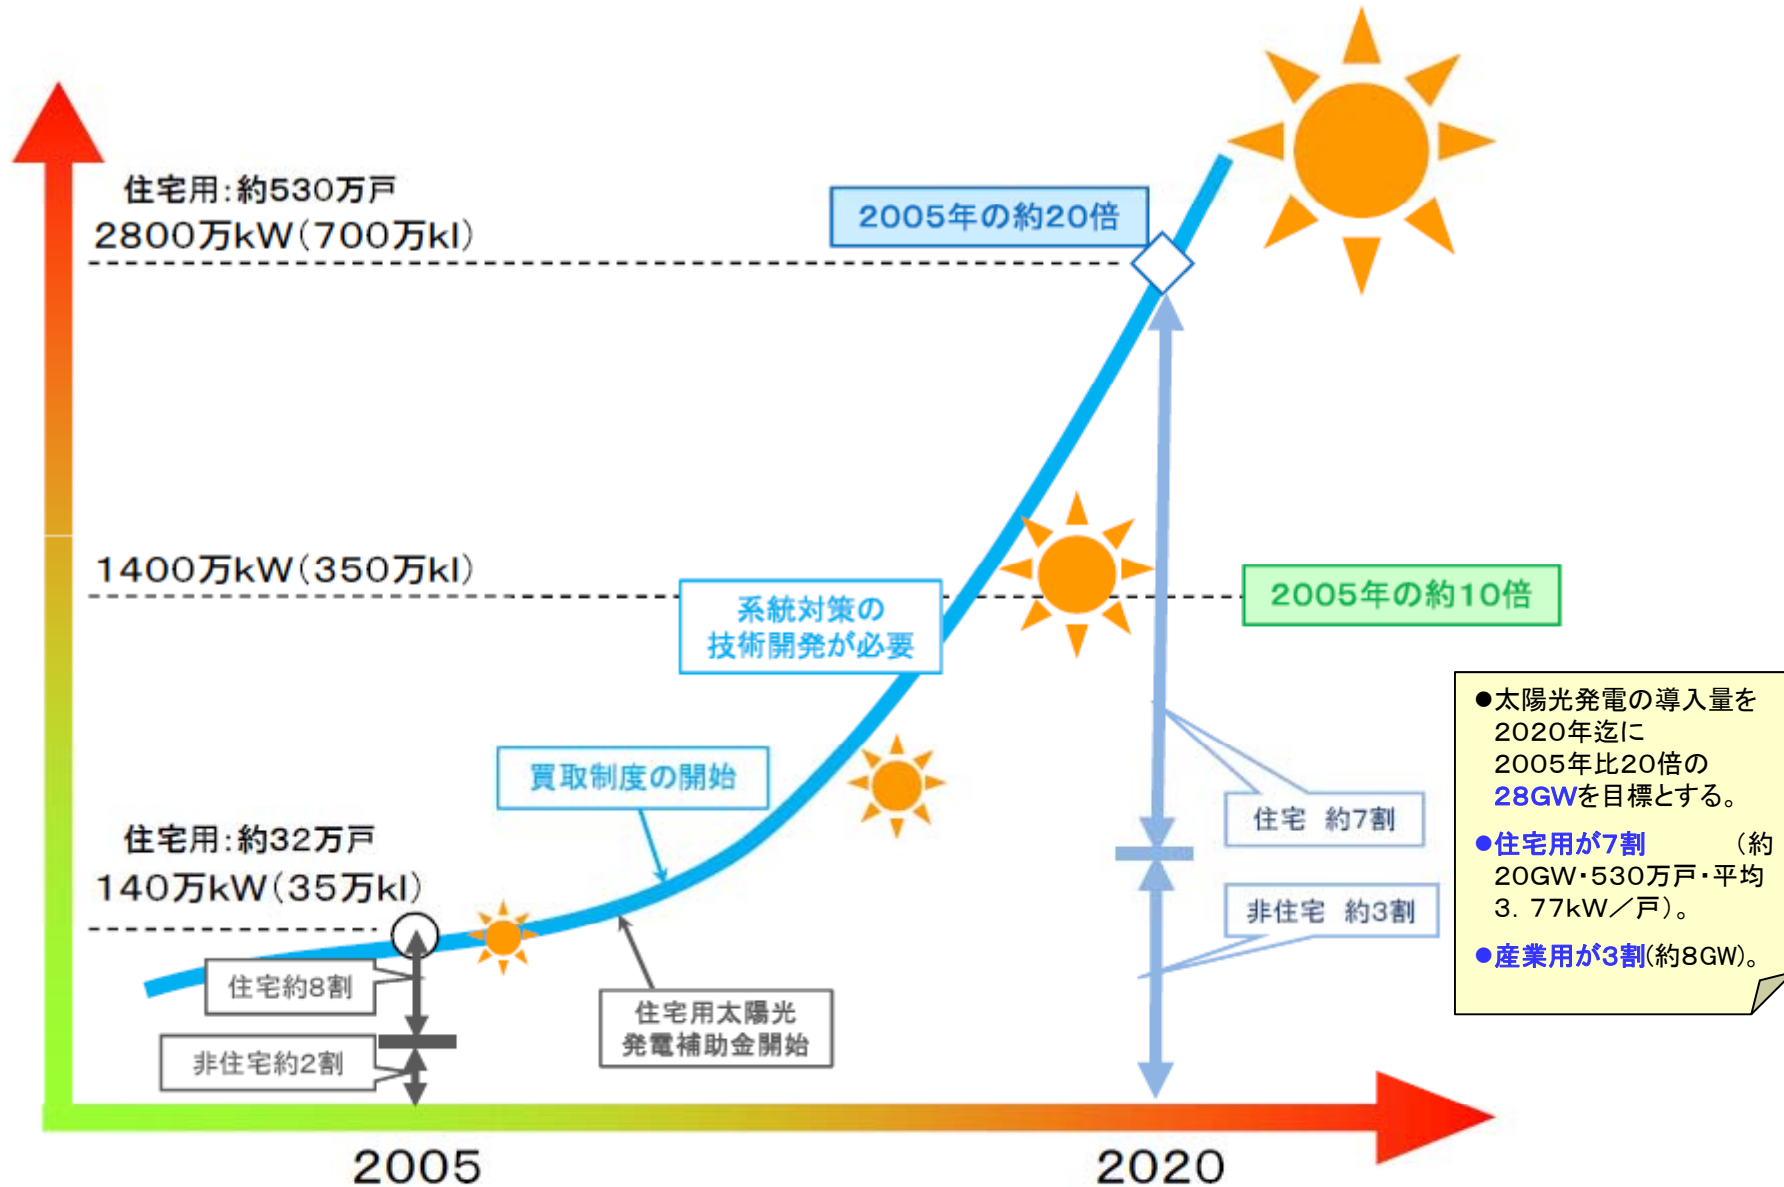 住宅用：約530万戸
2800万kW（700万kl）
2005年の約20倍
1400万kW（350万kl）
2005年の約10倍
系統対策の
技術開発が必要
買取制度の開始
住宅用：約32万戸
140万kW（35万kl）
住宅約8割
非住宅約2割
住宅用太陽光
発電補助金開始
住宅 約7割
非住宅 約3割
●太陽光発電の導入量を
2020年迄に
2005年比20倍の
28GWを目標とする。
●住宅用が7割 （約
20GW・530万戸・平均
3．77kW／戸）。
●産業用が3割(約8GW)。
2005
2020